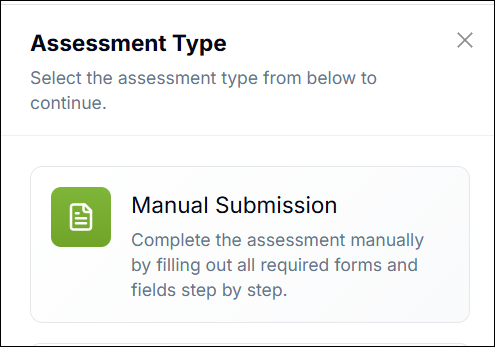 Assessment Type
Select the assessment type from below to
continue.
Manual Submission
Complete the assessment manually
by filling out all required forms and
fields step by step.